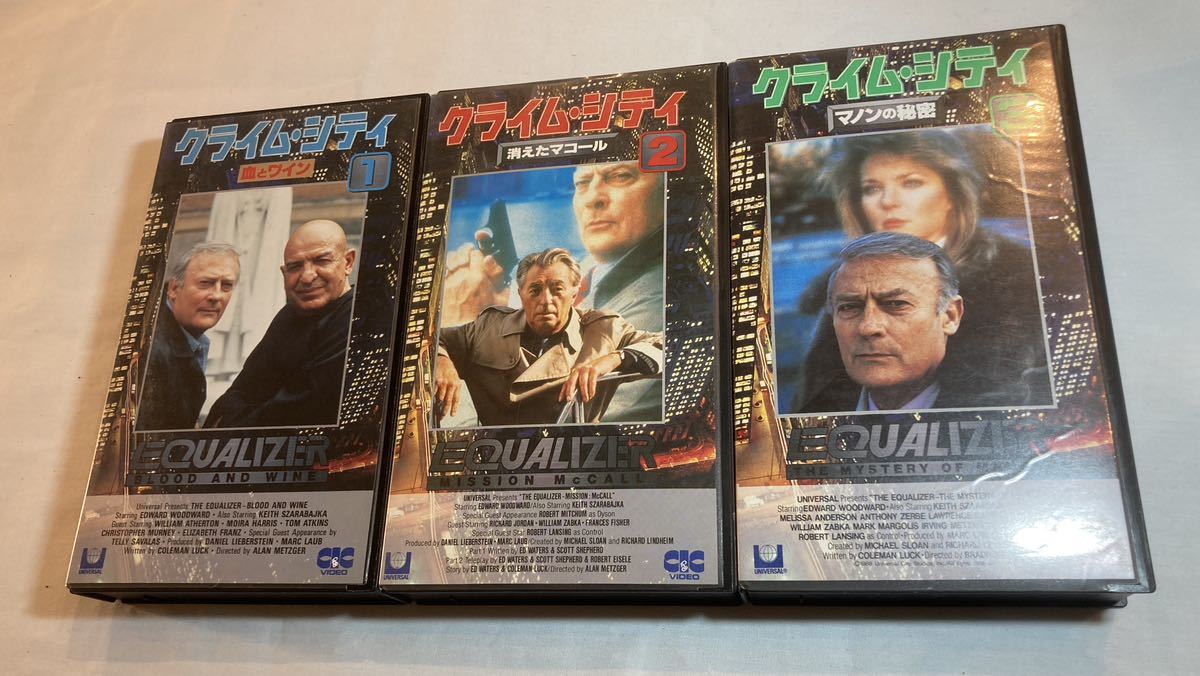 クライム・シティ
血とワイン
1
EQUALIZER
BLOOD AND WINE
UNIVERSAL Presents THE EQUALIZER–BLOOD AND WINE
Starring EDWARD WOODWARD・Also Starring KEITH SZARABAJKA
Guest Starring WILLIAM ATHERTON・MOIRA HARRIS・TOM ATKINS
CHRISTOPHER MURNEY・ELIZABETH FRANZ・Special Guest Appearance by
TELLY SAVALAS・Produced by DANIEL LIEBERSTEIN・MARC LAUB
Written by COLEMAN LUCK・Directed by ALAN METZGER
UNIVERSAL
CIC
&
VIDEO
クライム・シティ
消えたマコール
2
EQUALIZER
MISSION McCALL
UNIVERSAL Presents "THE EQUALIZER–MISSION: McCALL"
Starring EDWARD WOODWARD/Also Starring KEITH SZARABAJKA
Special Guest Appearance ROBERT MITCHUM as Dyson
Guest Starring RICHARD JORDAN・WILLIAM ZABKA・FRANCES FISHER
Special Guest Star ROBERT LANSING as Control
Produced by DANIEL LIEBERSTEIN・MARC LAUB/Created by MICHAEL SLOAN and RICHARD LINDHEIM
Part 1 Written by ED WATERS & SCOTT SHEPHERD
Part 2 Teleplay by ED WATERS & SCOTT SHEPHERD & ROBERT EISELE
Story by ED WATERS & COLEMAN LUCK/Directed by ALAN METZGER
UNIVERSAL
CIC
&
VIDEO
クライム・シティ
マノンの秘密
EQUALIZE
THE MYSTERY OF
UNIVERSAL Presents "THE EQUALIZER–THE MYSTER
Starring EDWARD WOODWARD/Also Starring KEITH SZA
MELISSA ANDERSON ANTHONY ZERBE LAWRENCE
WILLIAM ZABKA MARK MARGOLIS IRVING METZ
ROBERT LANSING as Control/Produced by MARC
Created by MICHAEL SLOAN and RICHAR
Written by COLEMAN LUCK/Directed by BRAD
UNIVERSAL